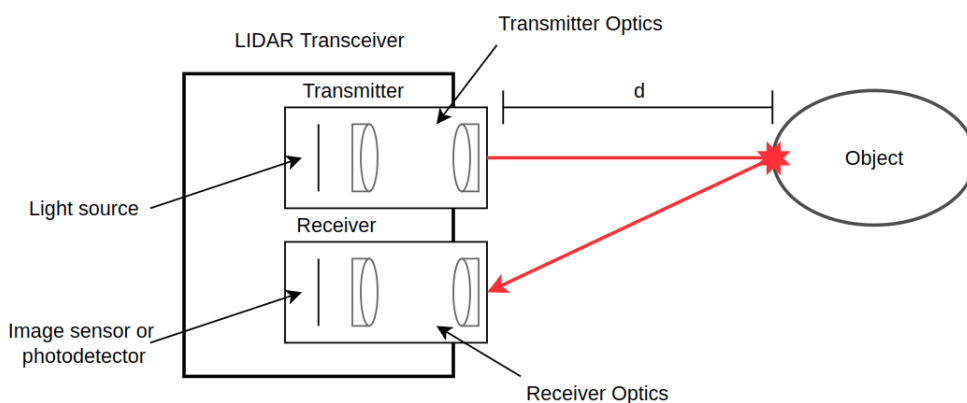 Transmitter Optics
LIDAR Transceiver
Transmitter
d
Object
Light source
Receiver
Image sensor or
photodetector
Receiver Optics